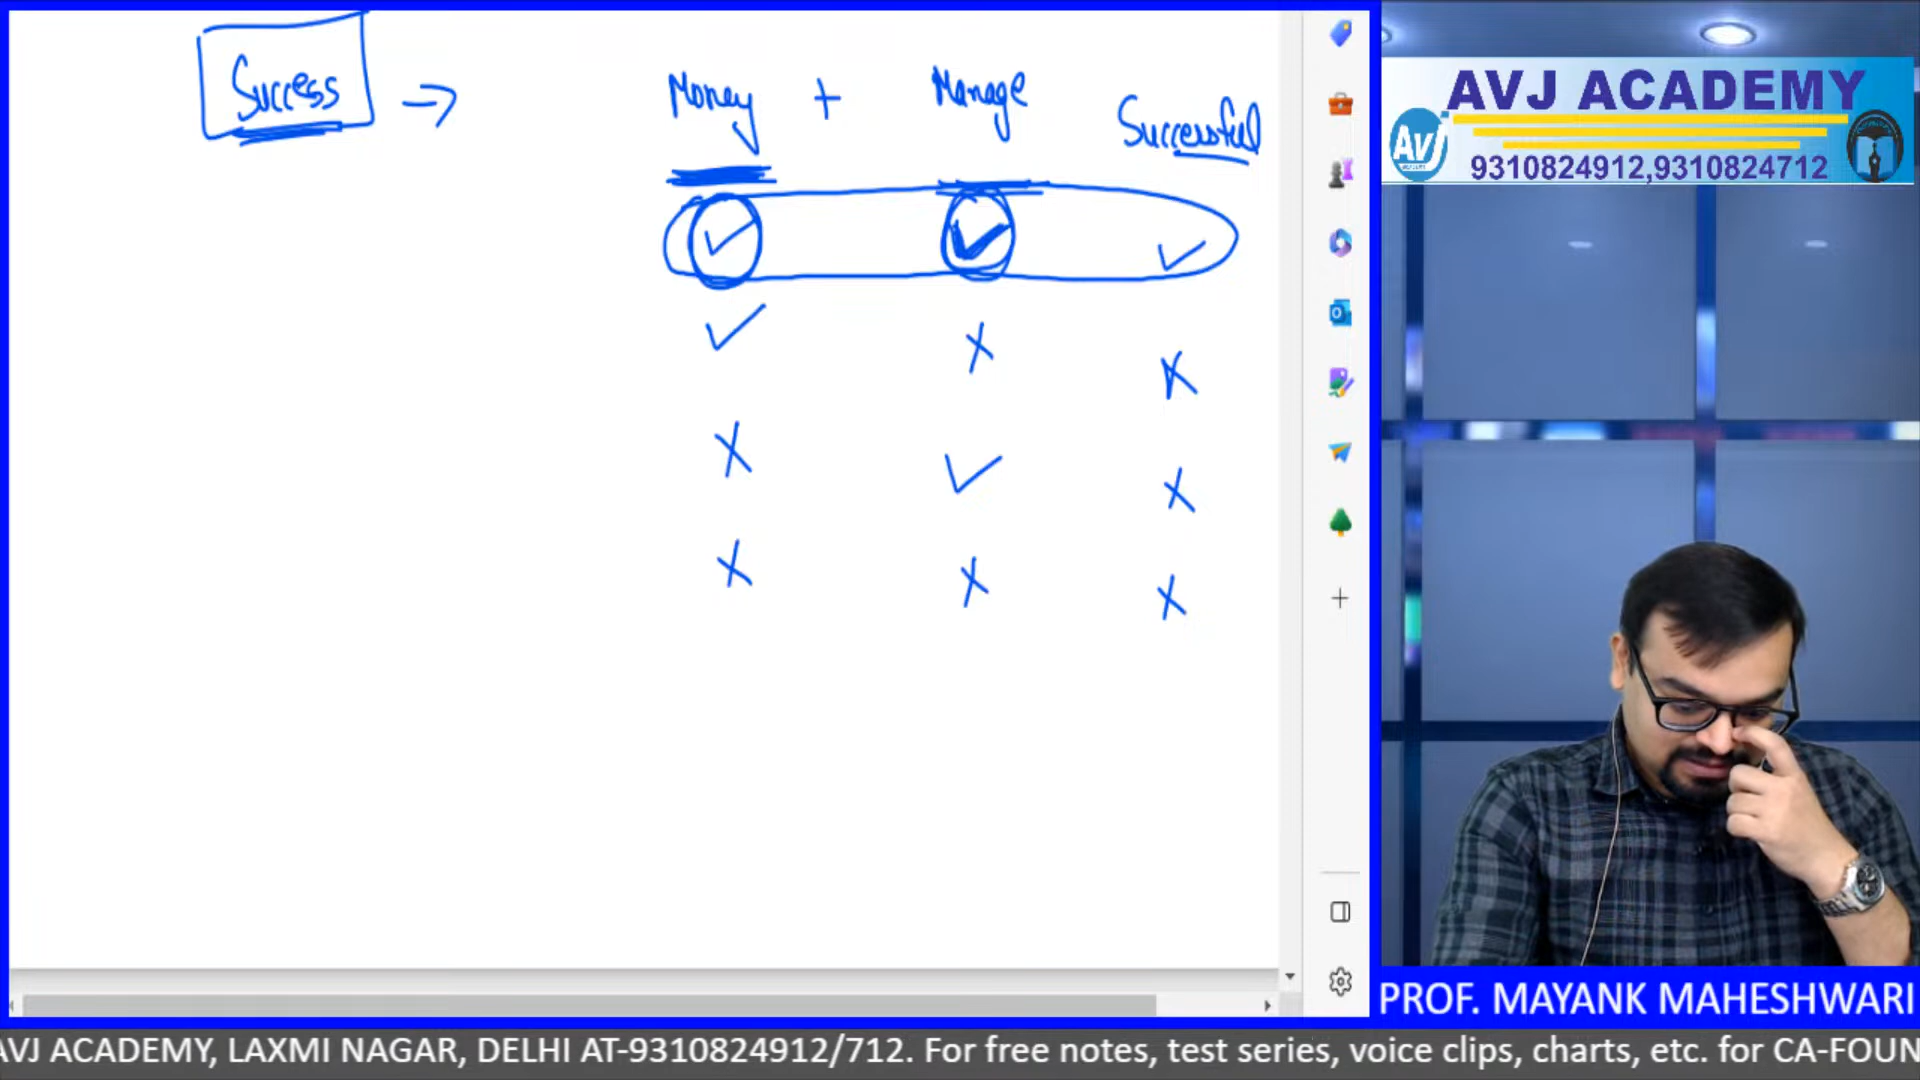 Success → Money + Manage Successful
✓ ✓ ✓
✓ X X
X ✓ X
X X X
AVJ ACADEMY
AVJ
9310824912,9310824712
PROF. MAYANK MAHESHWARI
AVJ ACADEMY, LAXMI NAGAR, DELHI AT-9310824912/712. For free notes, test series, voice clips, charts, etc. for CA-FOUN